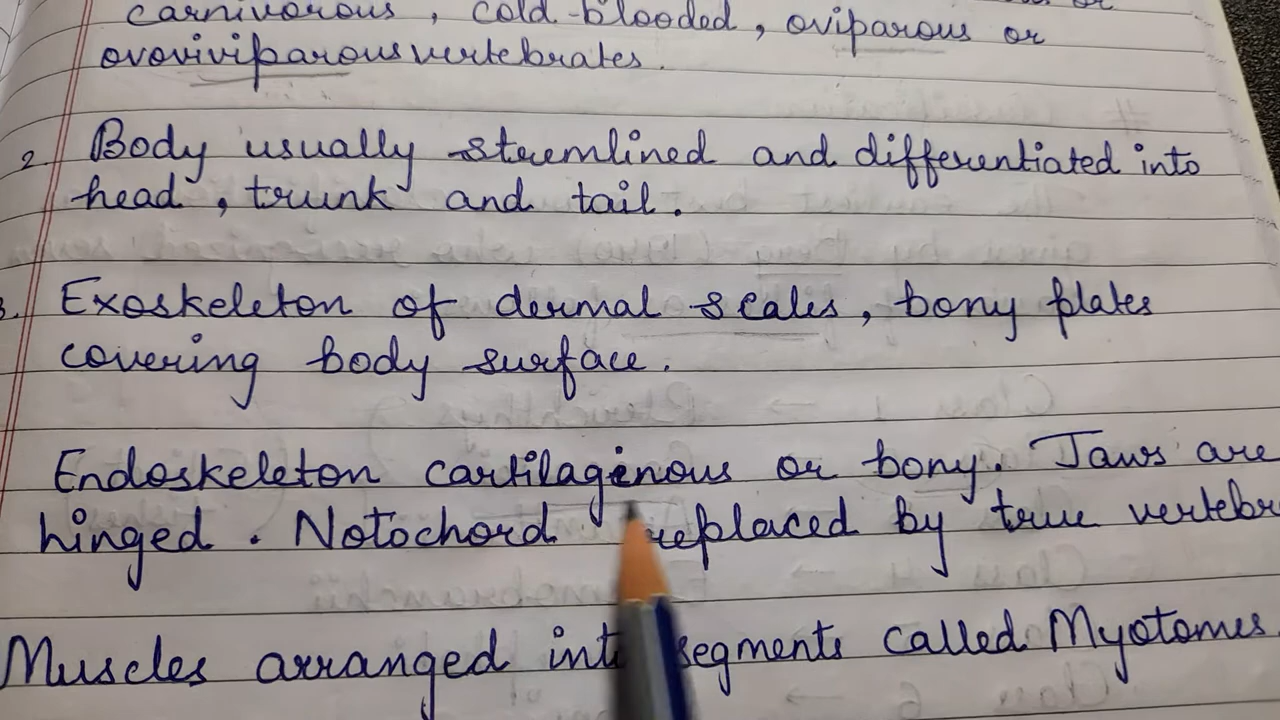 carnivorous, cold-blooded, oviparous or
ovoviviparous vertebrates.
2. Body usually streamlined and differentiated into
head, trunk and tail.
3. Exoskeleton of dermal scales, bony plates
covering body surface.
Endoskeleton cartilagenous or bony. Jaws are
hinged. Notochord replaced by true vertebr
Muscles arranged into segments called Myotomes.